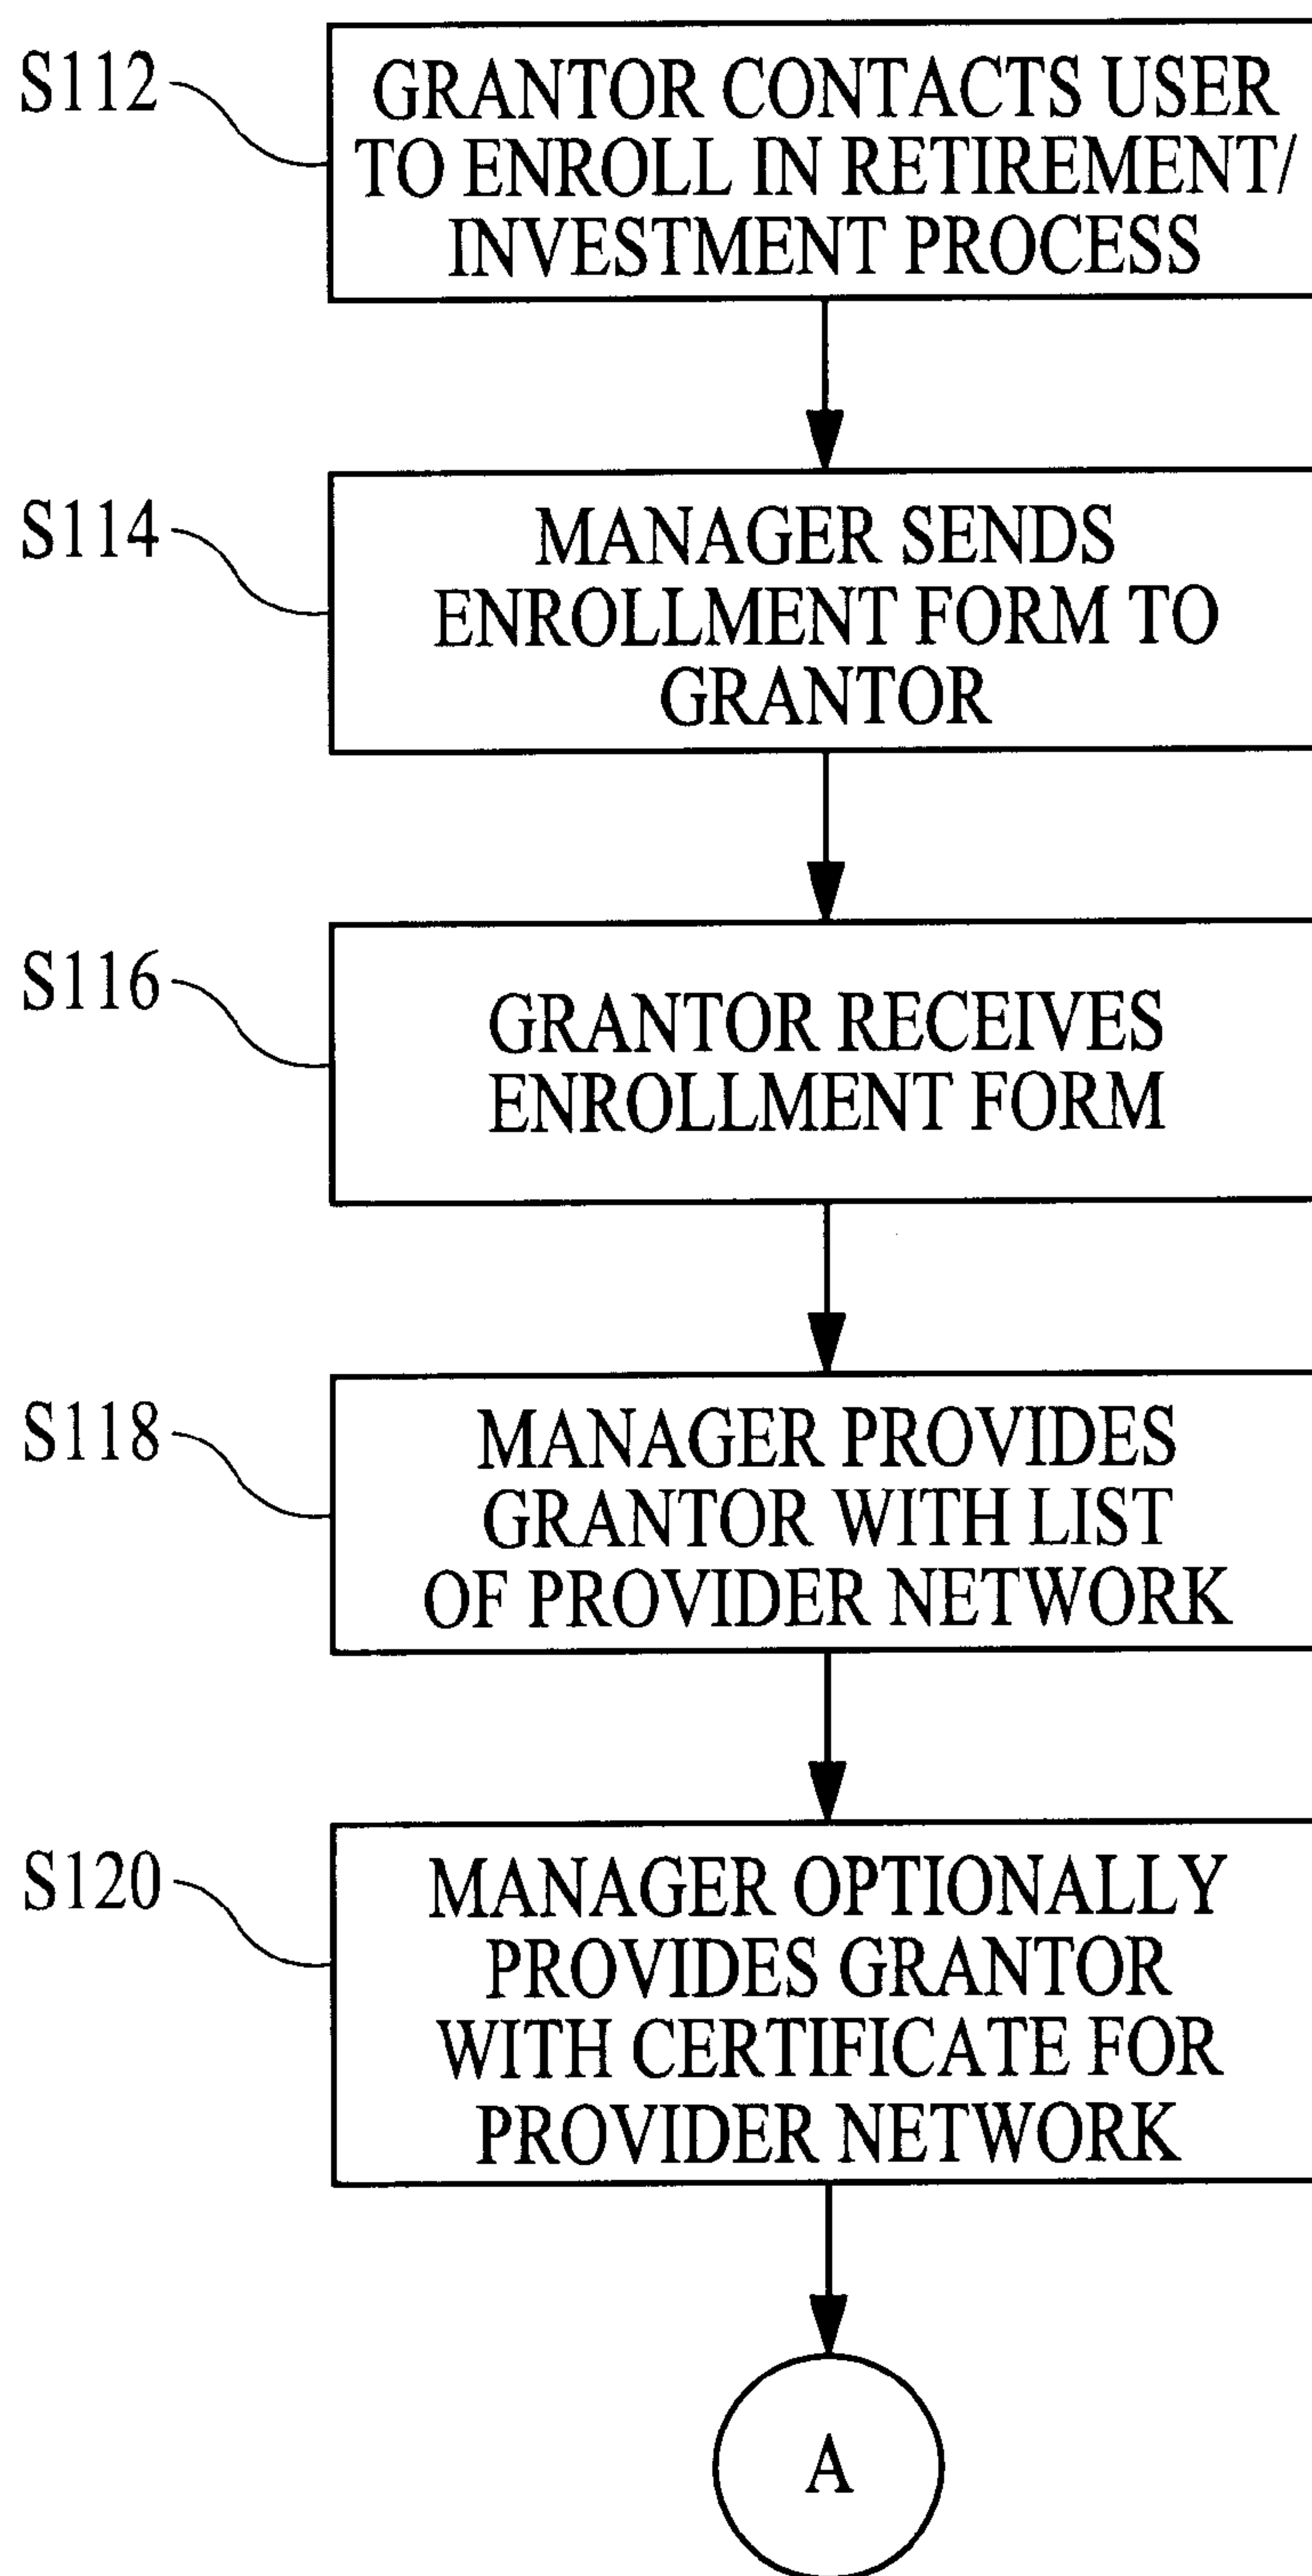 S112
GRANTOR CONTACTS USER
TO ENROLL IN RETIREMENT/
INVESTMENT PROCESS
S114
MANAGER SENDS
ENROLLMENT FORM TO
GRANTOR
S116
GRANTOR RECEIVES
ENROLLMENT FORM
S118
MANAGER PROVIDES
GRANTOR WITH LIST
OF PROVIDER NETWORK
S120
MANAGER OPTIONALLY
PROVIDES GRANTOR
WITH CERTIFICATE FOR
PROVIDER NETWORK
A